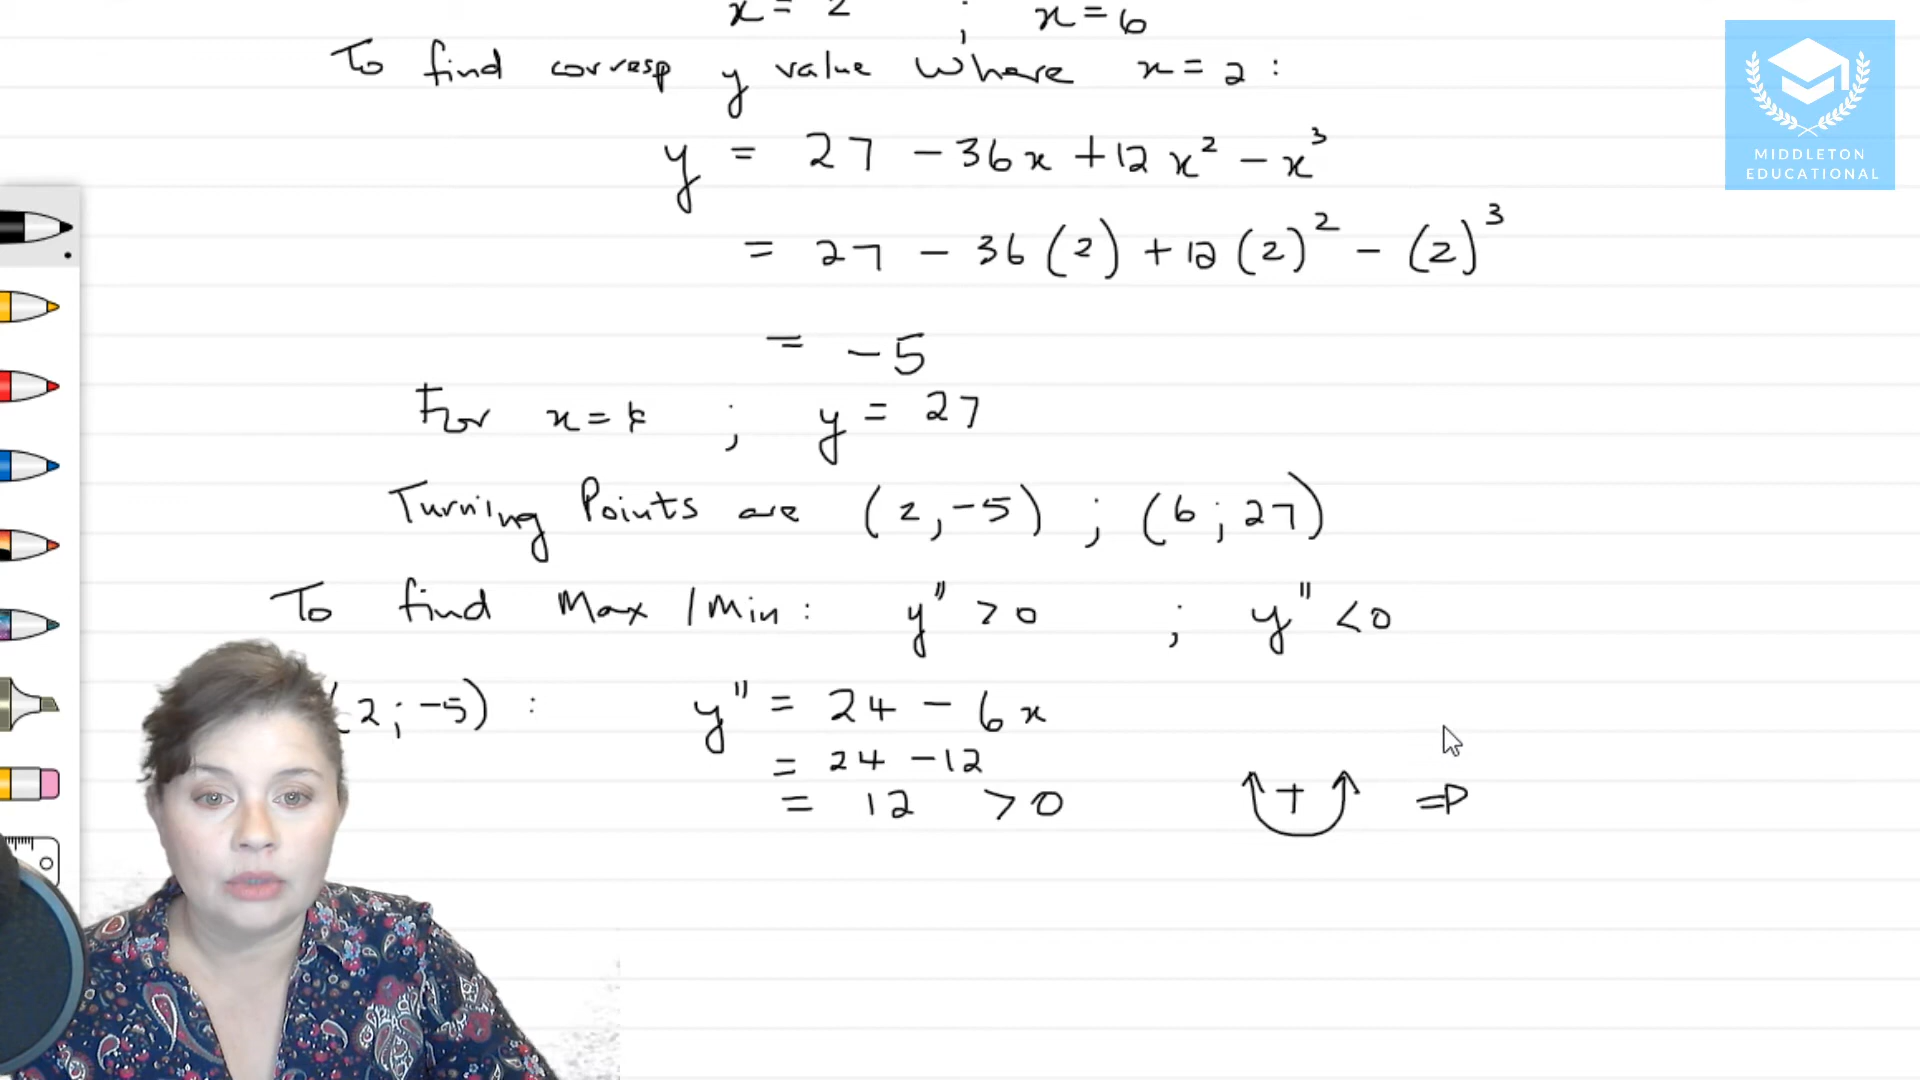 x = 2 ; x = 6
To find corresp y value where x = 2 :
y = 27 - 36x + 12x² - x³
= 27 - 36(2) + 12(2)² - (2)³
= -5
For x = ; y = 27
Turning Points are (2, -5) ; (6 ; 27)
To find Max / Min : y'' > 0 ; y'' < 0
(2 ; -5) : y'' = 24 - 6x
= 24 - 12
= 12 > 0 + ⇒
MIDDLETON
EDUCATIONAL